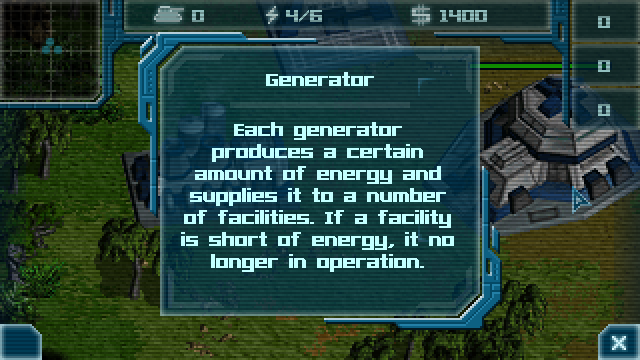 0 4/6 1400 0
0
0
Generator
Each generator
produces a certain
amount of energy and
supplies it to a number
of facilities. If a facility
is short of energy, it no
longer in operation.